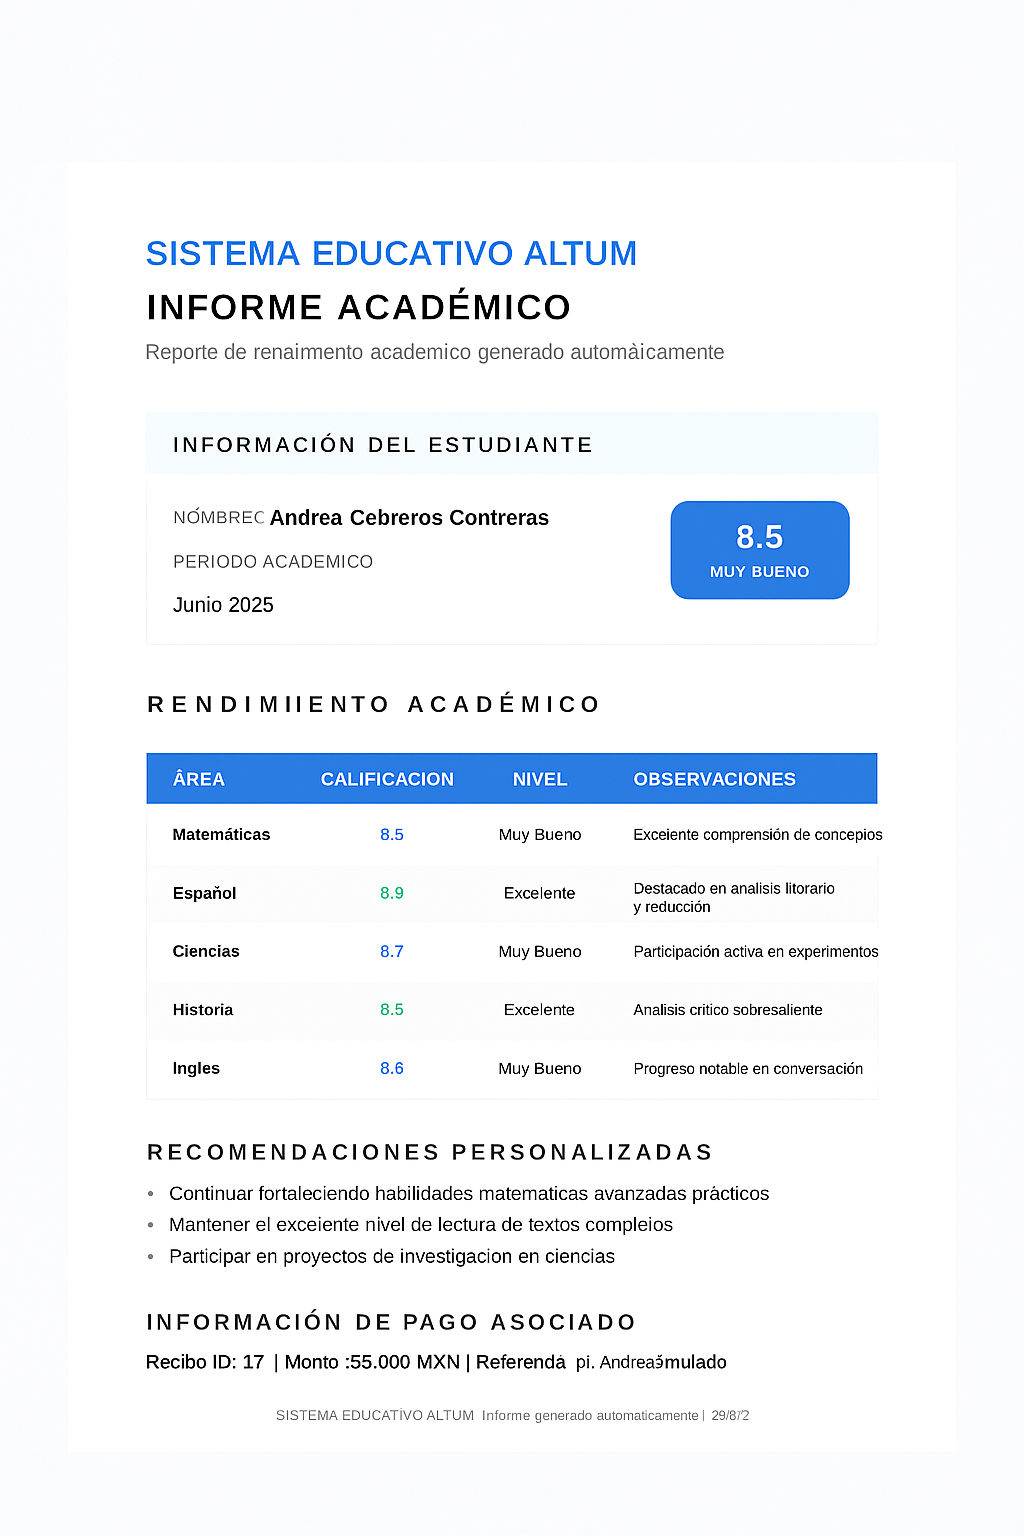 SISTEMA EDUCATIVO ALTUM
INFORME ACADÉMICO
Reporte de renaimento academico generado automàicamente
INFORMACIÓN DEL ESTUDIANTE
NÓMBREC Andrea Cebreros Contreras
8.5
MUY BUENO
PERIODO ACADEMICO
Junio 2025
RENDIMIIENTO ACADÉMICO
ÂREA CALIFICACION NIVEL OBSERVACIONES
Matemáticas 8.5 Muy Bueno Exceiente comprensión de concepios
Español 8.9 Excelente Destacado en analisis litorario
y reducción
Ciencias 8.7 Muy Bueno Participación activa en experimentos
Historia 8.5 Excelente Analisis critico sobresaliente
Ingles 8.6 Muy Bueno Progreso notable en conversación
RECOMENDACIONES PERSONALIZADAS
• Continuar fortaleciendo habilidades matematicas avanzadas prácticos
• Mantener el exceiente nivel de lectura de textos compleios
• Participar en proyectos de investigacion en ciencias
INFORMACIÓN DE PAGO ASOCIADO
Recibo ID: 17 | Monto :55.000 MXN | Referendá pi.
SISTEMA EDUCATÍVO ALTUM Informe generado automaticamente |